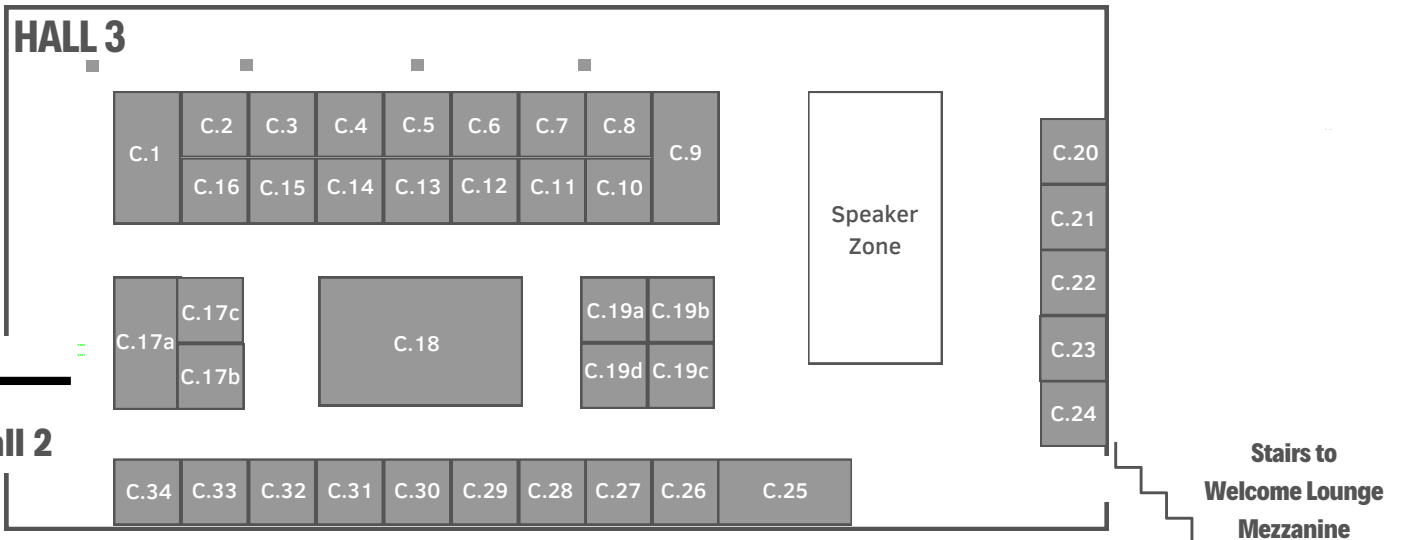 HALL 3
C.1
C.2 C.3 C.4 C.5 C.6 C.7 C.8
C.9
C.16 C.15 C.14 C.13 C.12 C.11 C.10
Speaker
Zone
C.20
C.21
C.22
C.23
C.24
C.17a
C.17c
C.17b
C.18
C.19a C.19b
C.19d C.19c
ll 2
C.34 C.33 C.32 C.31 C.30 C.29 C.28 C.27 C.26 C.25
Stairs to
Welcome Lounge
Mezzanine